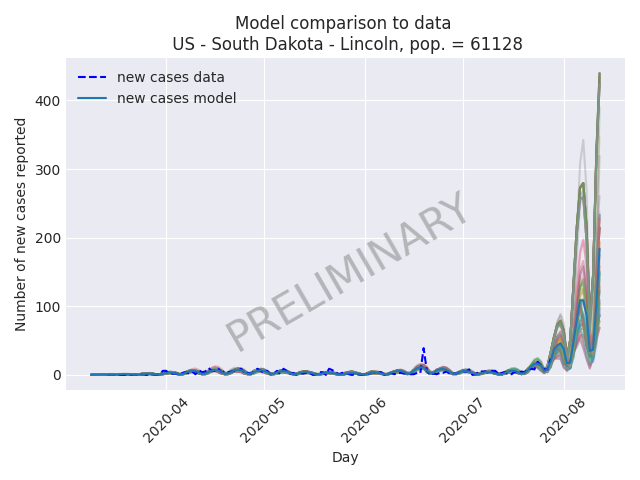 Model comparison to data
US - South Dakota - Lincoln, pop. = 61128
new cases data
new cases model
Number of new cases reported
400
300
200
100
0
PRELIMINARY
2020-04
2020-05
2020-06
2020-07
2020-08
Day